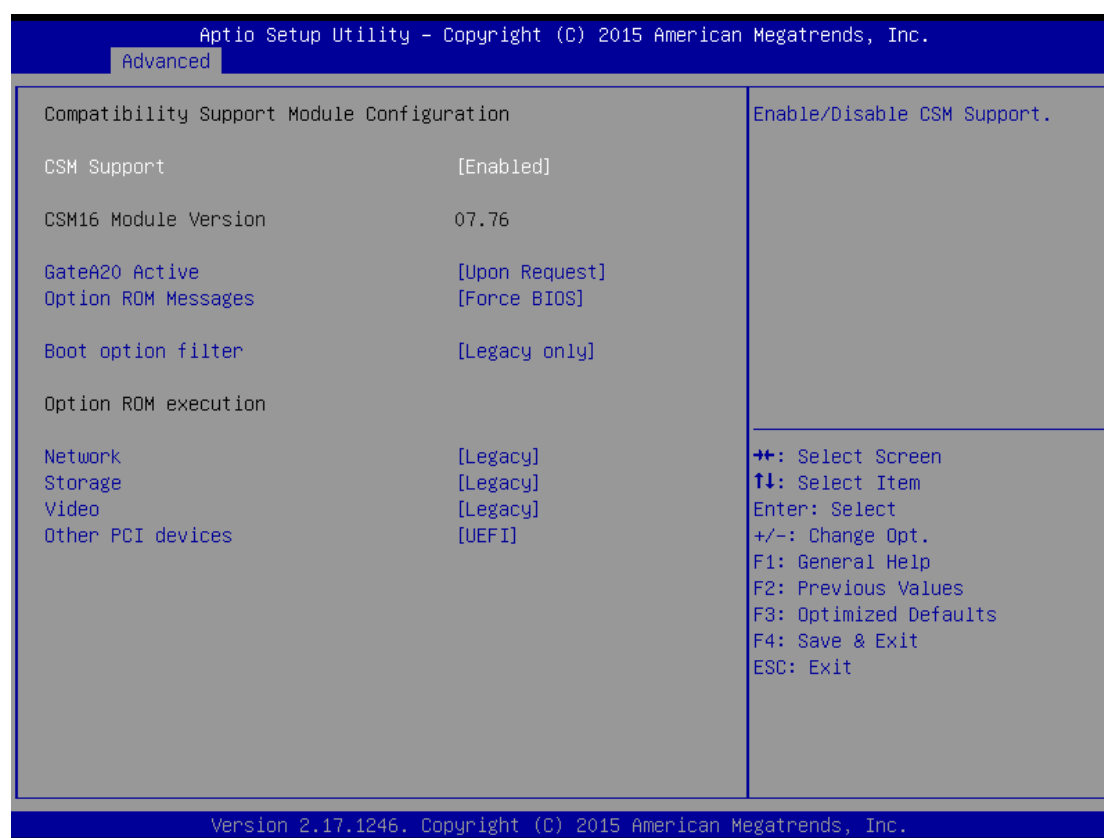 Aptio Setup Utility – Copyright (C) 2015 American Megatrends, Inc.
Advanced
Compatibility Support Module Configuration
CSM Support [Enabled]
CSM16 Module Version 07.76
GateA20 Active [Upon Request]
Option ROM Messages [Force BIOS]
Boot option filter [Legacy only]
Option ROM execution
Network [Legacy]
Storage [Legacy]
Video [Legacy]
Other PCI devices [UEFI]
Enable/Disable CSM Support.
→←: Select Screen
↑↓: Select Item
Enter: Select
+/-: Change Opt.
F1: General Help
F2: Previous Values
F3: Optimized Defaults
F4: Save & Exit
ESC: Exit
Version 2.17.1246. Copyright (C) 2015 American Megatrends, Inc.